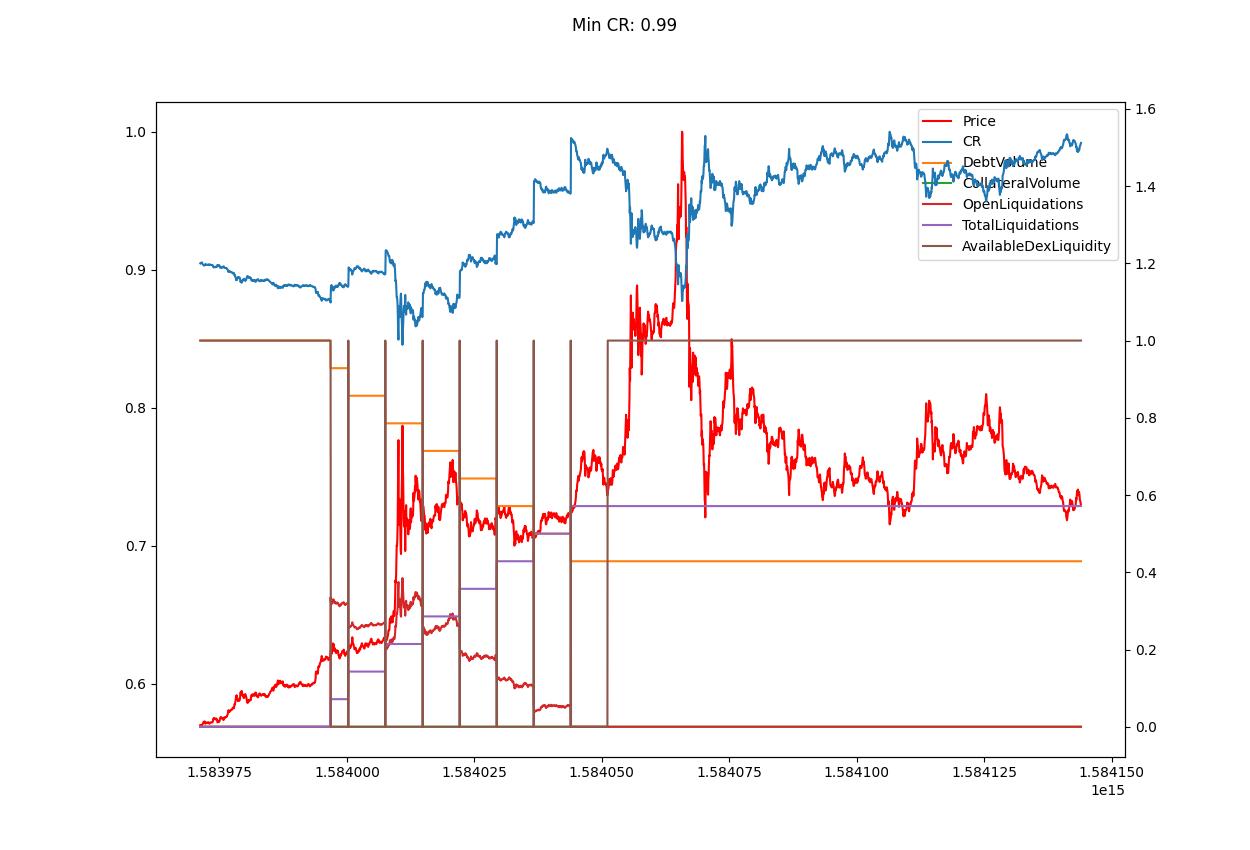 Min CR: 0.99
1.0
0.9
0.8
0.7
0.6
1.6
1.4
1.2
1.0
0.8
0.6
0.4
0.2
0.0
Price
CR
DebtVolume
CollateralVolume
OpenLiquidations
TotalLiquidations
AvailableDexLiquidity
1.583975 1.584000 1.584025 1.584050 1.584075 1.584100 1.584125 1.584150
1e15